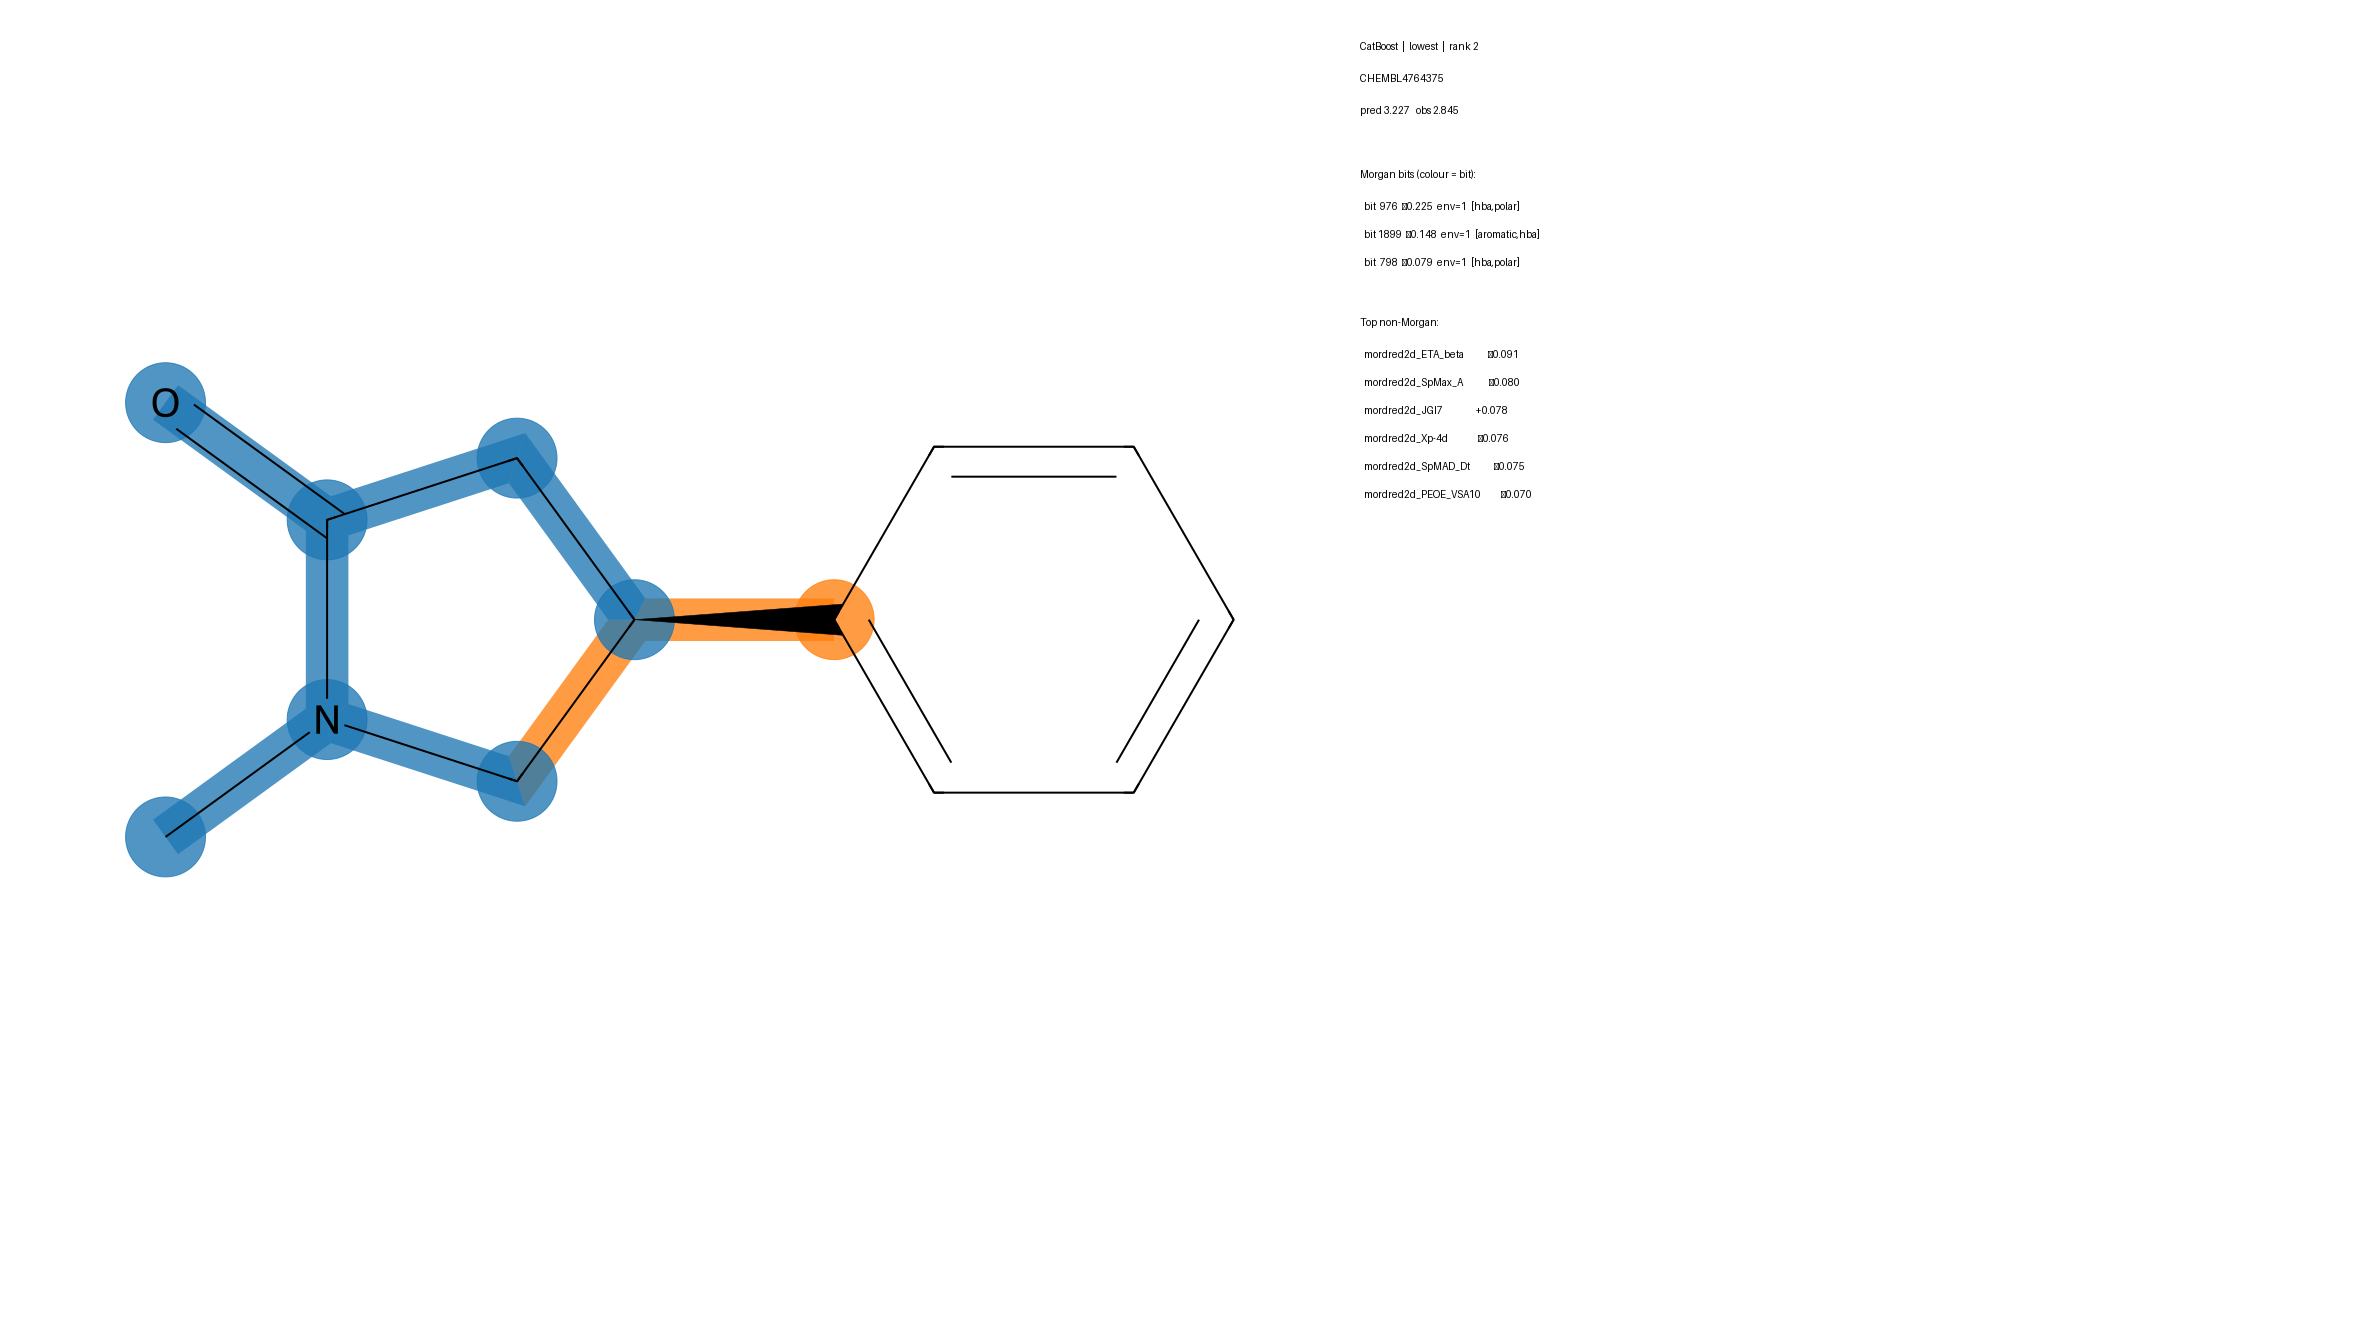 CatBoost | lowest | rank 2
CHEMBL4764375
pred 3.227 obs 2.845
Morgan bits (colour = bit):
bit 976 ▯0.225 env=1 [hba,polar]
bit 1899 ▯0.148 env=1 [aromatic,hba]
bit 798 ▯0.079 env=1 [hba,polar]
Top non-Morgan:
mordred2d_ETA_beta ▯0.091
mordred2d_SpMax_A ▯0.080
mordred2d_JGI7 +0.078
mordred2d_Xp-4d ▯0.076
mordred2d_SpMAD_Dt ▯0.075
mordred2d_PEOE_VSA10 ▯0.070
O
N